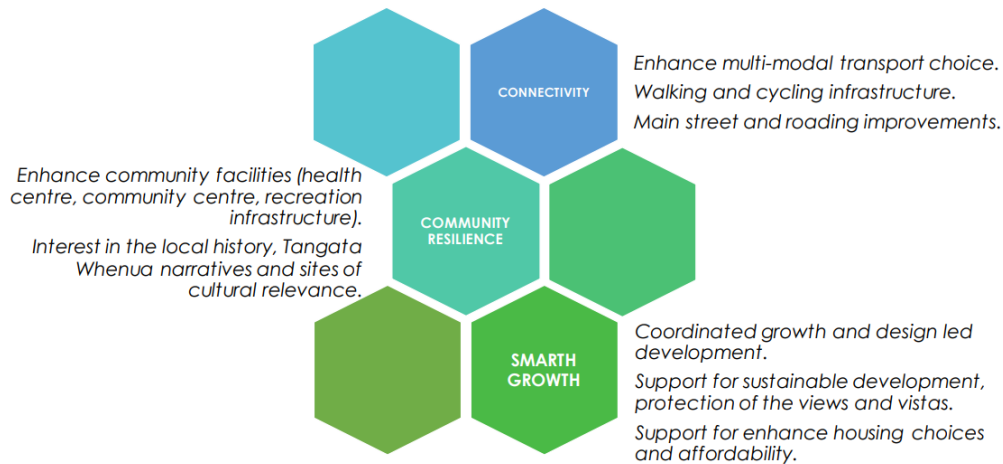 CONNECTIVITY
Enhance multi-modal transport choice.
Walking and cycling infrastructure.
Main street and roading improvements.
Enhance community facilities (health
centre, community centre, recreation
infrastructure).
Interest in the local history, Tangata
Whenua narratives and sites of
cultural relevance.
COMMUNITY
RESILIENCE
SMARTH
GROWTH
Coordinated growth and design led
development.
Support for sustainable development,
protection of the views and vistas.
Support for enhance housing choices
and affordability.